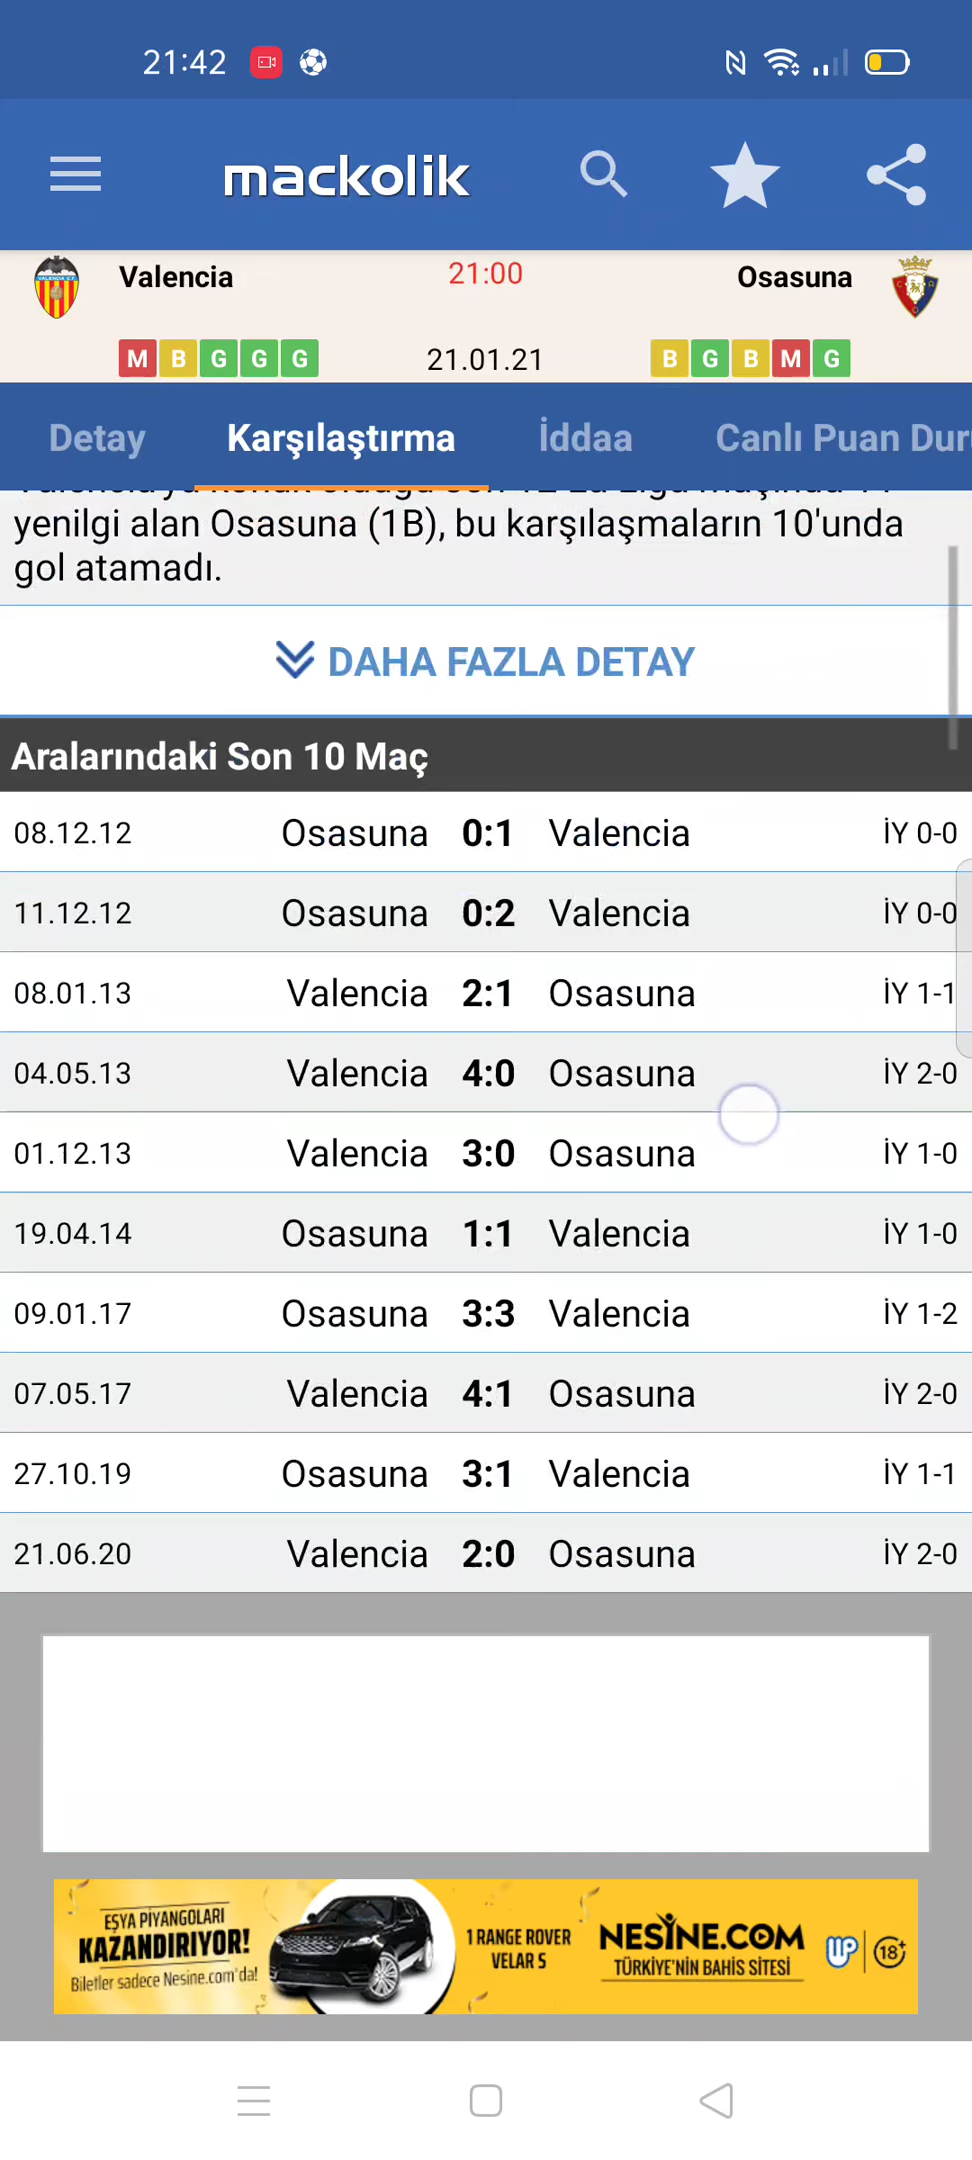 21:42
mackolik
Valencia 21:00 Osasuna
M B G G G 21.01.21 B G B M G
Detay Karşılaştırma İddaa Canlı Puan Dur
yenilgi alan Osasuna (1B), bu karşılaşmaların 10'unda
gol atamadı.
DAHA FAZLA DETAY
Aralarındaki Son 10 Maç
08.12.12 Osasuna 0:1 Valencia İY 0-0
11.12.12 Osasuna 0:2 Valencia İY 0-0
08.01.13 Valencia 2:1 Osasuna İY 1-1
04.05.13 Valencia 4:0 Osasuna İY 2-0
01.12.13 Valencia 3:0 Osasuna İY 1-0
19.04.14 Osasuna 1:1 Valencia İY 1-0
09.01.17 Osasuna 3:3 Valencia İY 1-2
07.05.17 Valencia 4:1 Osasuna İY 2-0
27.10.19 Osasuna 3:1 Valencia İY 1-1
21.06.20 Valencia 2:0 Osasuna İY 2-0
EŞYA PİYANGOLARI
KAZANDIRIYOR!
Biletler sadece Nesine.com'da!
1 RANGE ROVER
VELAR S
NESİNE.COM
TÜRKİYE'NİN BAHİS SİTESİ
18+